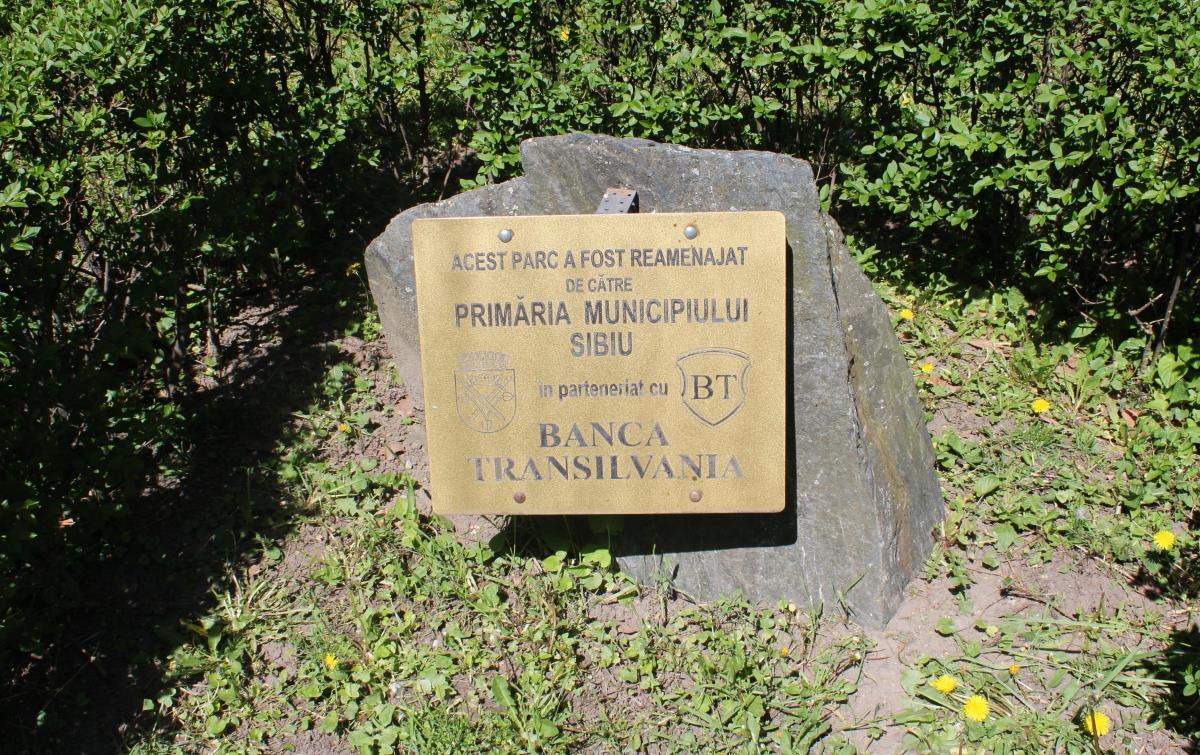 ACEST PARC A FOST REAMENAJAT
DE CĂTRE
PRIMĂRIA MUNICIPIULUI
SIBIU
în parteneriat cu
BT
BANCA
TRANSILVANIA